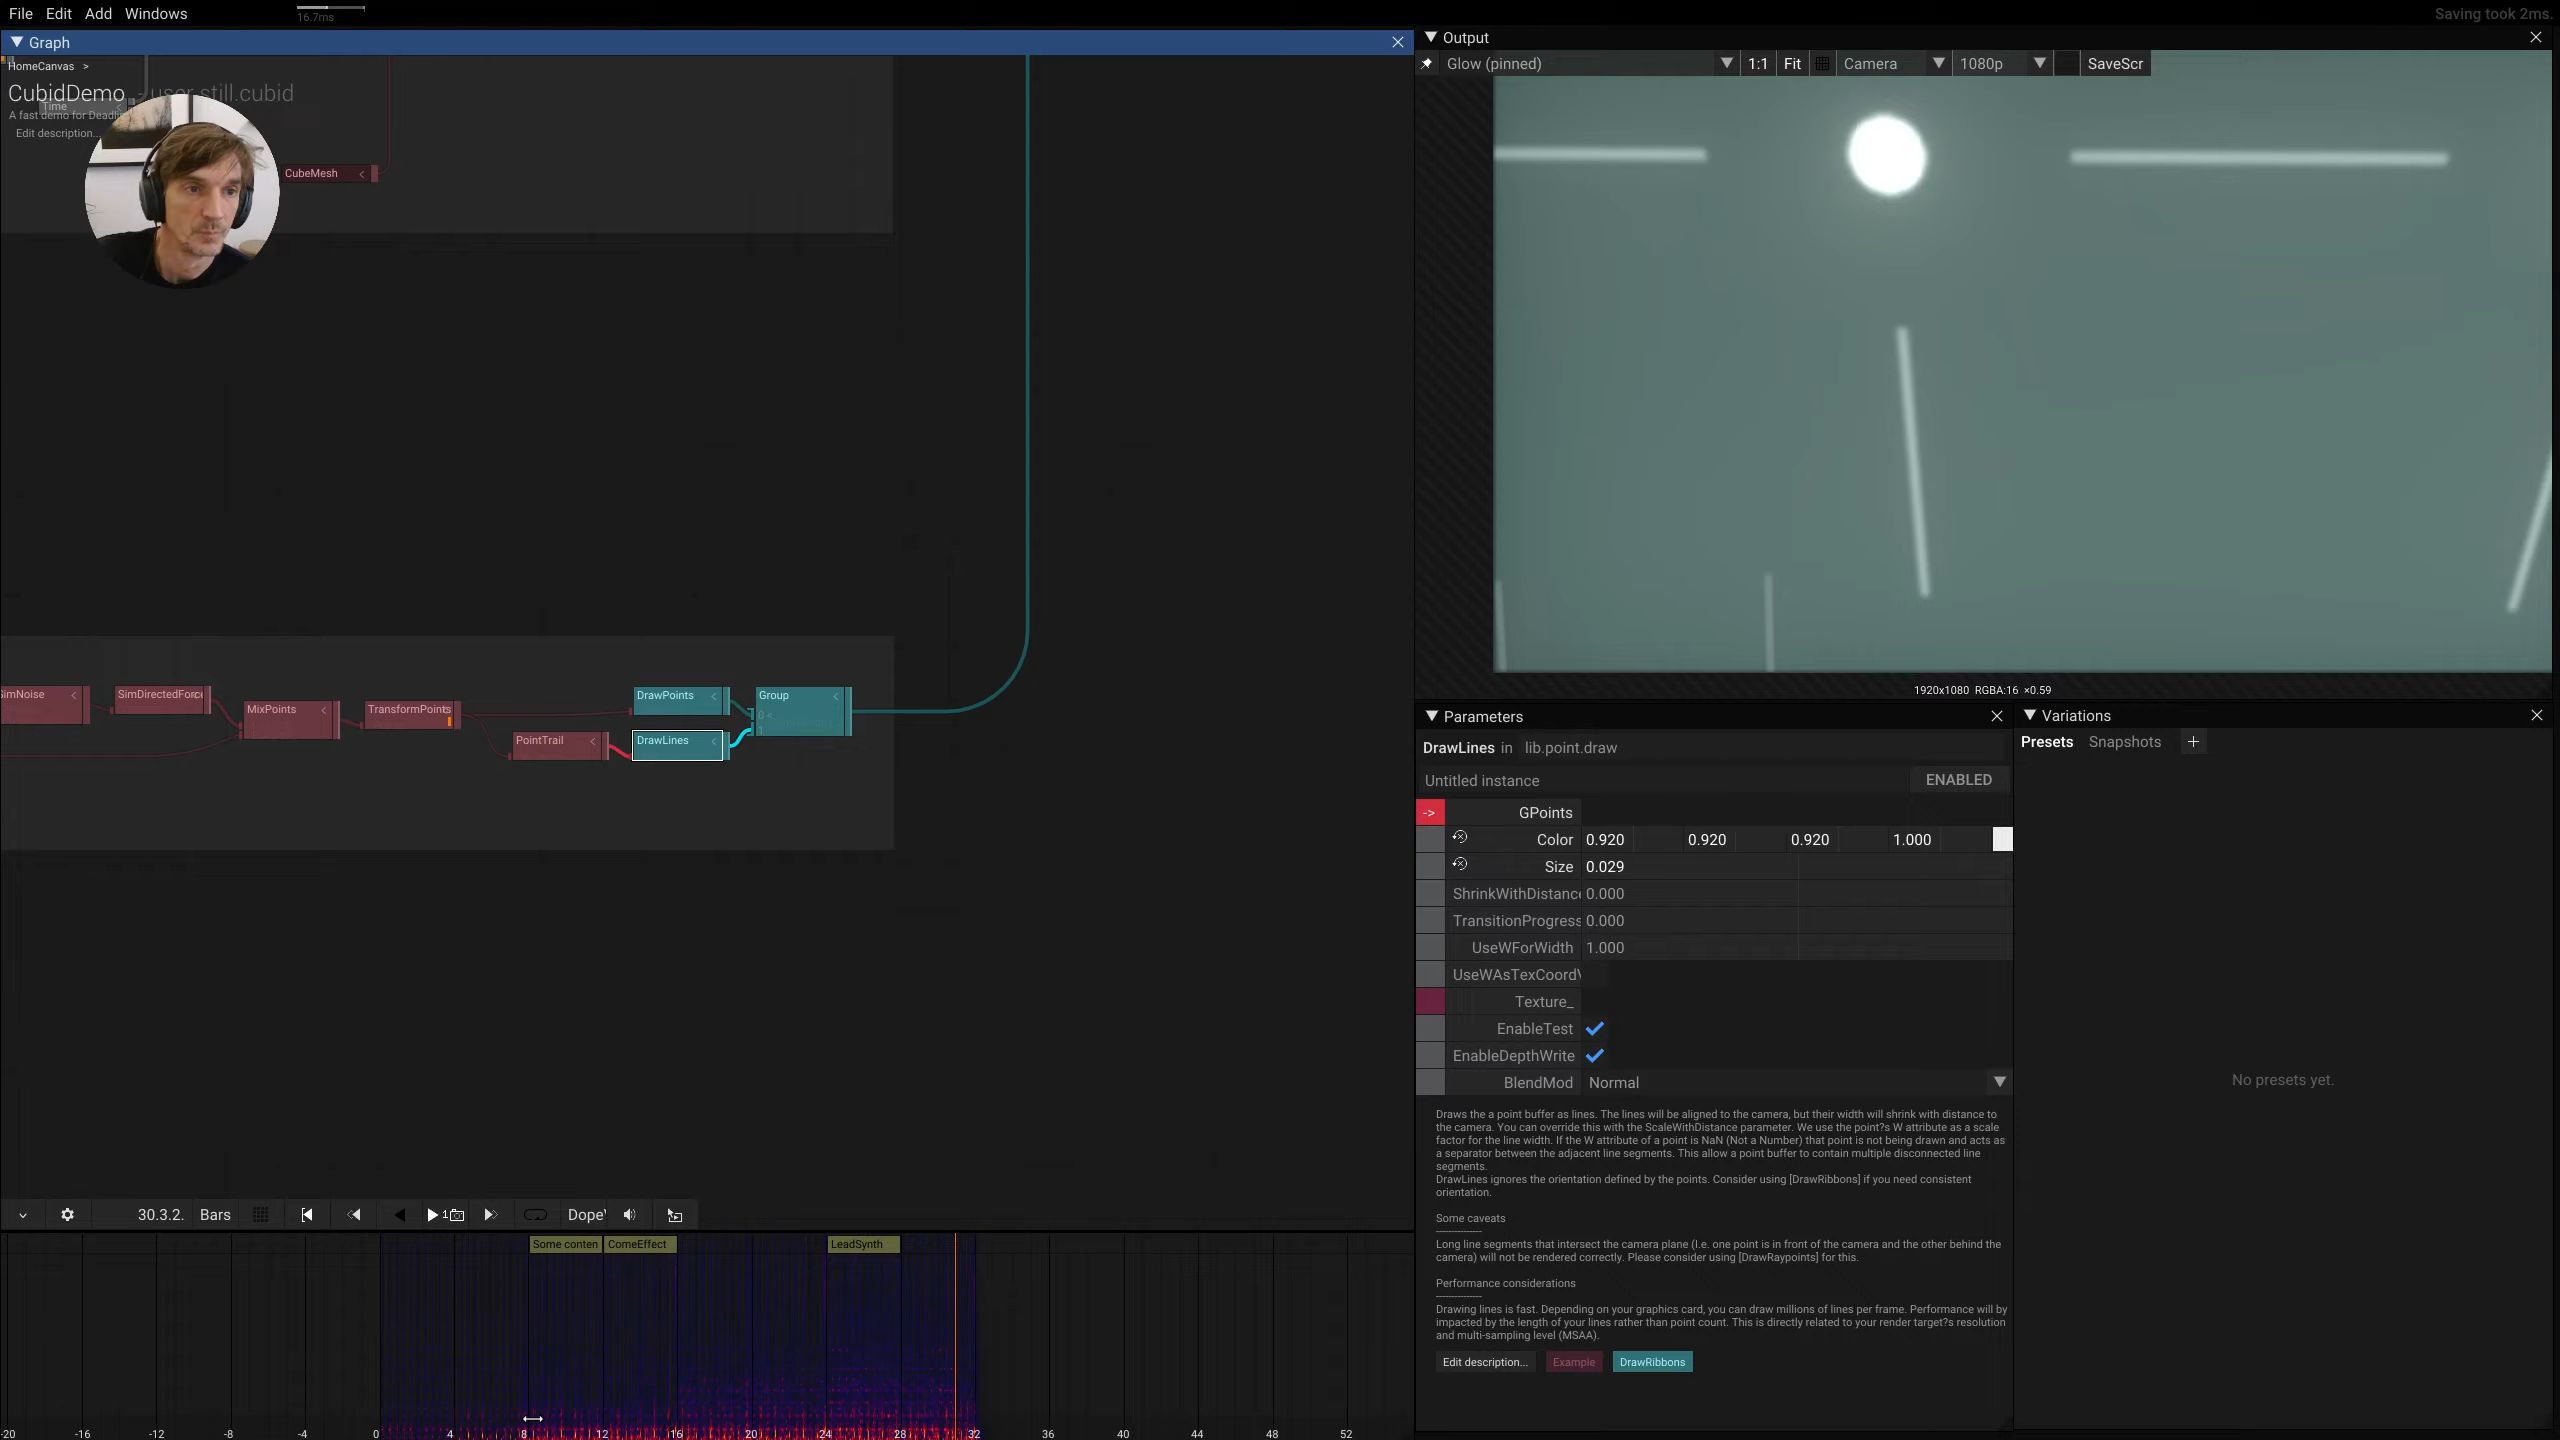 File Edit Add Windows
16.7ms
Saving took 2ms.
Graph
HomeCanvas >
CubidDemo - user.still.cubid
Time
A fast demo for Deadli
Edit description...
CubeMesh
SimNoise
SimDirectedForce
MixPoints
TransformPoints
DrawPoints
Group
0 <
1
PointTrail
DrawLines
30.3.2. Bars
1
Dope
Some conten ComeEffect LeadSynth
-20 -16 -12 -8 -4 0 4 8 12 16 20 24 28 32 36 40 44 48 52
Output
Glow (pinned) 1:1 Fit Camera 1080p SaveScr
1920x1080 RGBA:16 ×0.59
Parameters
DrawLines in lib.point.draw
Untitled instance ENABLED
-> GPoints
Color 0.920 0.920 0.920 1.000
Size 0.029
ShrinkWithDistance 0.000
TransitionProgress 0.000
UseWForWidth 1.000
UseWAsTexCoordV
Texture_
EnableTest
EnableDepthWrite
BlendMod Normal
Draws the a point buffer as lines. The lines will be aligned to the camera, but their width will shrink with distance to
the camera. You can override this with the ScaleWithDistance parameter. We use the point?s W attribute as a scale
factor for the line width. If the W attribute of a point is NaN (Not a Number) that point is not being drawn and acts as
a separator between the adjacent line segments. This allow a point buffer to contain multiple disconnected line
segments.
DrawLines ignores the orientation defined by the points. Consider using [DrawRibbons] if you need consistent
orientation.
Some caveats
---------------
Long line segments that intersect the camera plane (I.e. one point is in front of the camera and the other behind the
camera) will not be rendered correctly. Please consider using [DrawRaypoints] for this.
Performance considerations
---------------
Drawing lines is fast. Depending on your graphics card, you can draw millions of lines per frame. Performance will by
impacted by the length of your lines rather than point count. This is directly related to your render target?s resolution
and multi-sampling level (MSAA).
Edit description... Example DrawRibbons
Variations
Presets Snapshots +
No presets yet.